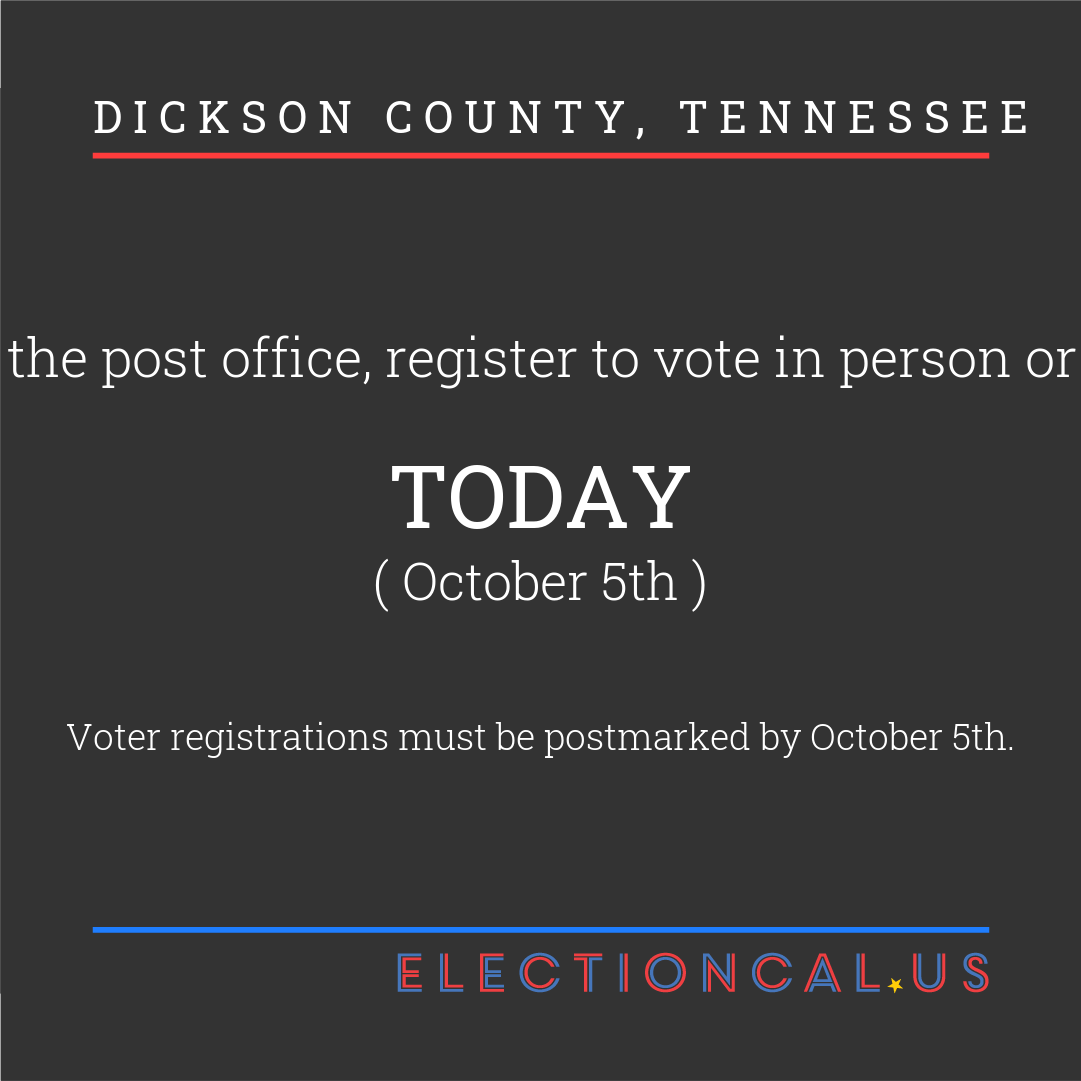 DICKSON COUNTY, TENNESSEE
the post office, register to vote in person or
TODAY
( October 5th )
Voter registrations must be postmarked by October 5th.
ELECTIONCAL.US